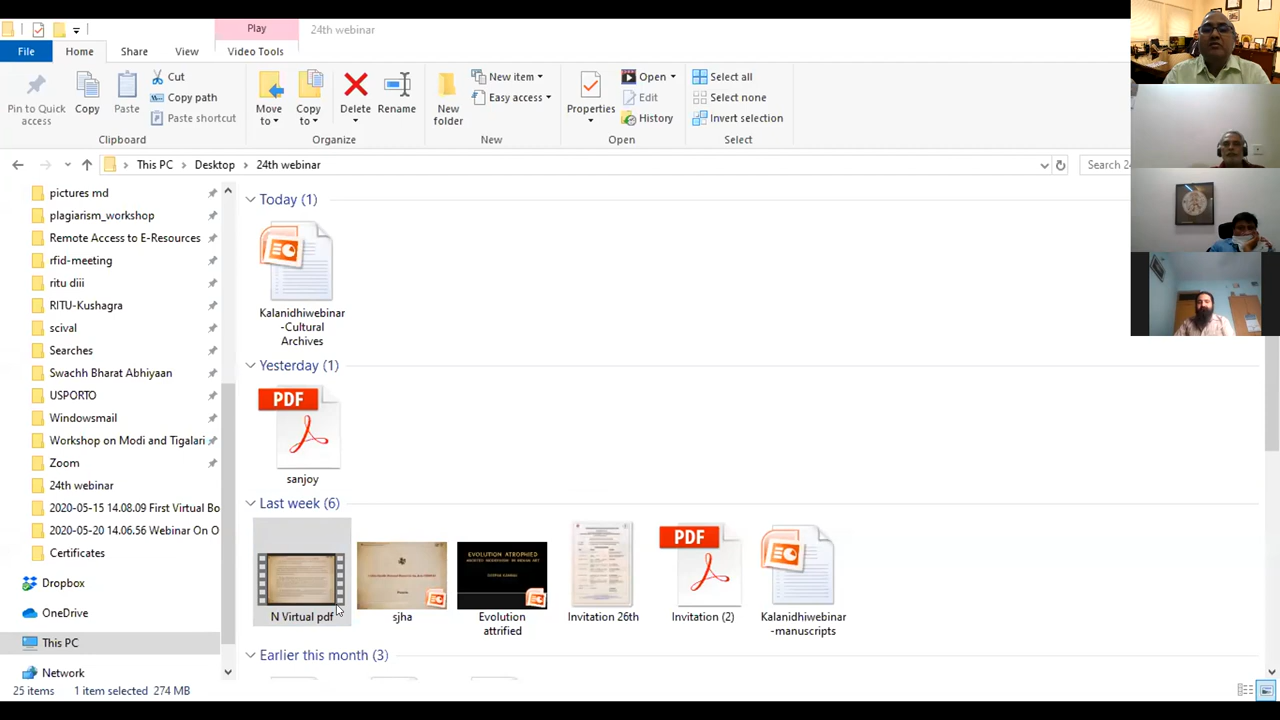 Play
24th webinar
File
Home
Share
View
Video Tools
Pin to Quick access
Copy
Paste
Cut
Copy path
Paste shortcut
Clipboard
Move to
Copy to
Delete
Rename
Organize
New folder
New item
Easy access
New
Properties
Open
Edit
History
Open
Select all
Select none
Invert selection
Select
This PC
Desktop
24th webinar
Search 24
pictures md
plagiarism_workshop
Remote Access to E-Resources
rfid-meeting
ritu diii
RITU-Kushagra
scival
Searches
Swachh Bharat Abhiyaan
USPORTO
Windowsmail
Workshop on Modi and Tigalari
Zoom
24th webinar
2020-05-15 14.08.09 First Virtual Bo
2020-05-20 14.06.56 Webinar On O
Certificates
Dropbox
OneDrive
This PC
Network
Today (1)
Kalanidhiwebinar
-Cultural
Archives
Yesterday (1)
PDF
sanjoy
Last week (6)
N Virtual pdf
sjha
EVOLUTION ATROPHIED
Evolution
attrified
Invitation 26th
PDF
Invitation (2)
Kalanidhiwebinar
-manuscripts
Earlier this month (3)
25 items
1 item selected 274 MB